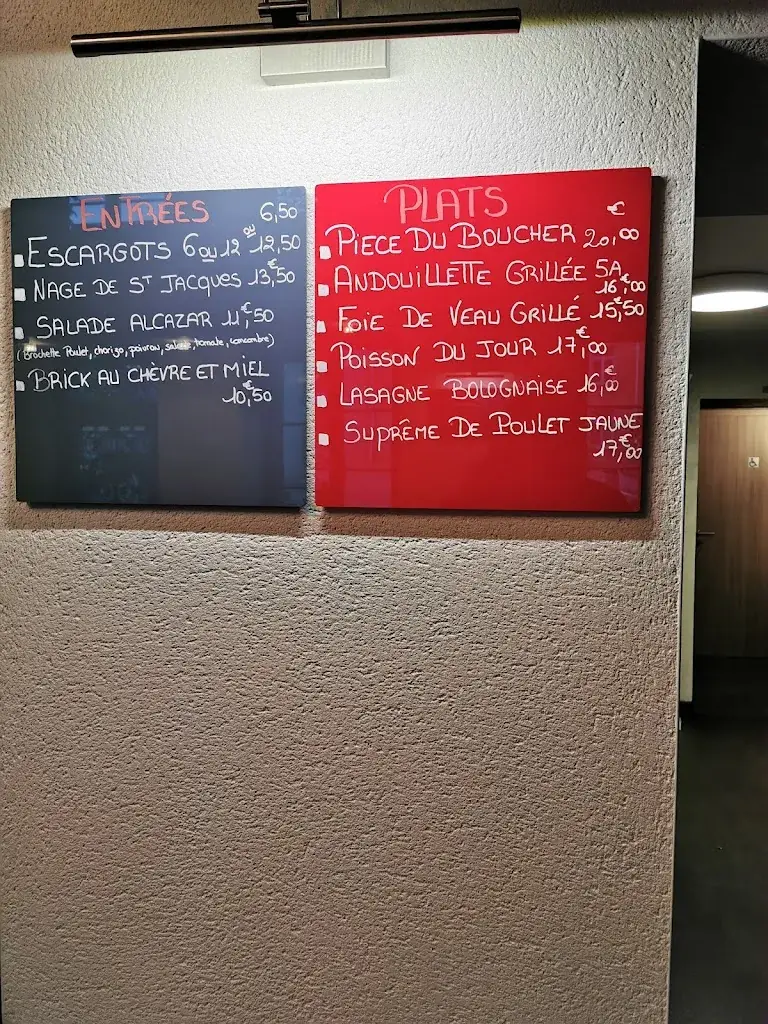 ENTRÉES 6,50
ou
ESCARGOTS 6 ou 12 12,50
NAGE DE ST JACQUES 13,€50
SALADE ALCAZAR 11,€50
(Brochette Poulet, chorizo, poivron, salade, tomate, concombre)
BRICK AU CHÈVRE ET MIEL
10,€50
PLATS
€
PIECE DU BOUCHER 20,00
ANDOUILLETTE GRILLÉE 5A
16,€00
FOIE DE VEAU GRILLÉ 15,€50
POISSON DU JOUR 17,€00
LASAGNE BOLOGNAISE 16,€00
SUPRÊME DE POULET JAUNE
17,€00